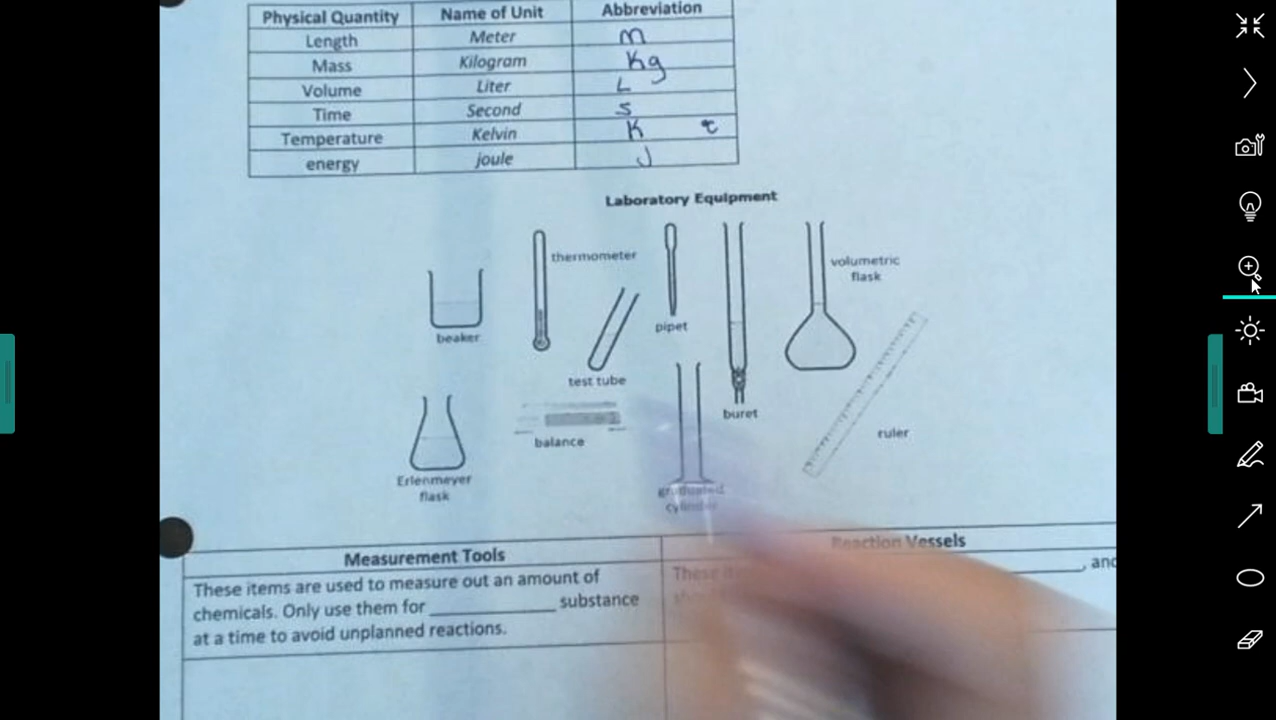 Physical Quantity Name of Unit Abbreviation
Length Meter m
Mass Kilogram Kg
Volume Liter L
Time Second s
Temperature Kelvin K t
energy joule J
Laboratory Equipment
thermometer
volumetric
flask
pipet
beaker
test tube
buret
ruler
balance
Erlenmeyer
flask
graduated
cylinder
Measurement Tools Reaction Vessels
These items are used to measure out an amount of
chemicals. Only use them for ____________ substance
at a time to avoid unplanned reactions.
These
, and